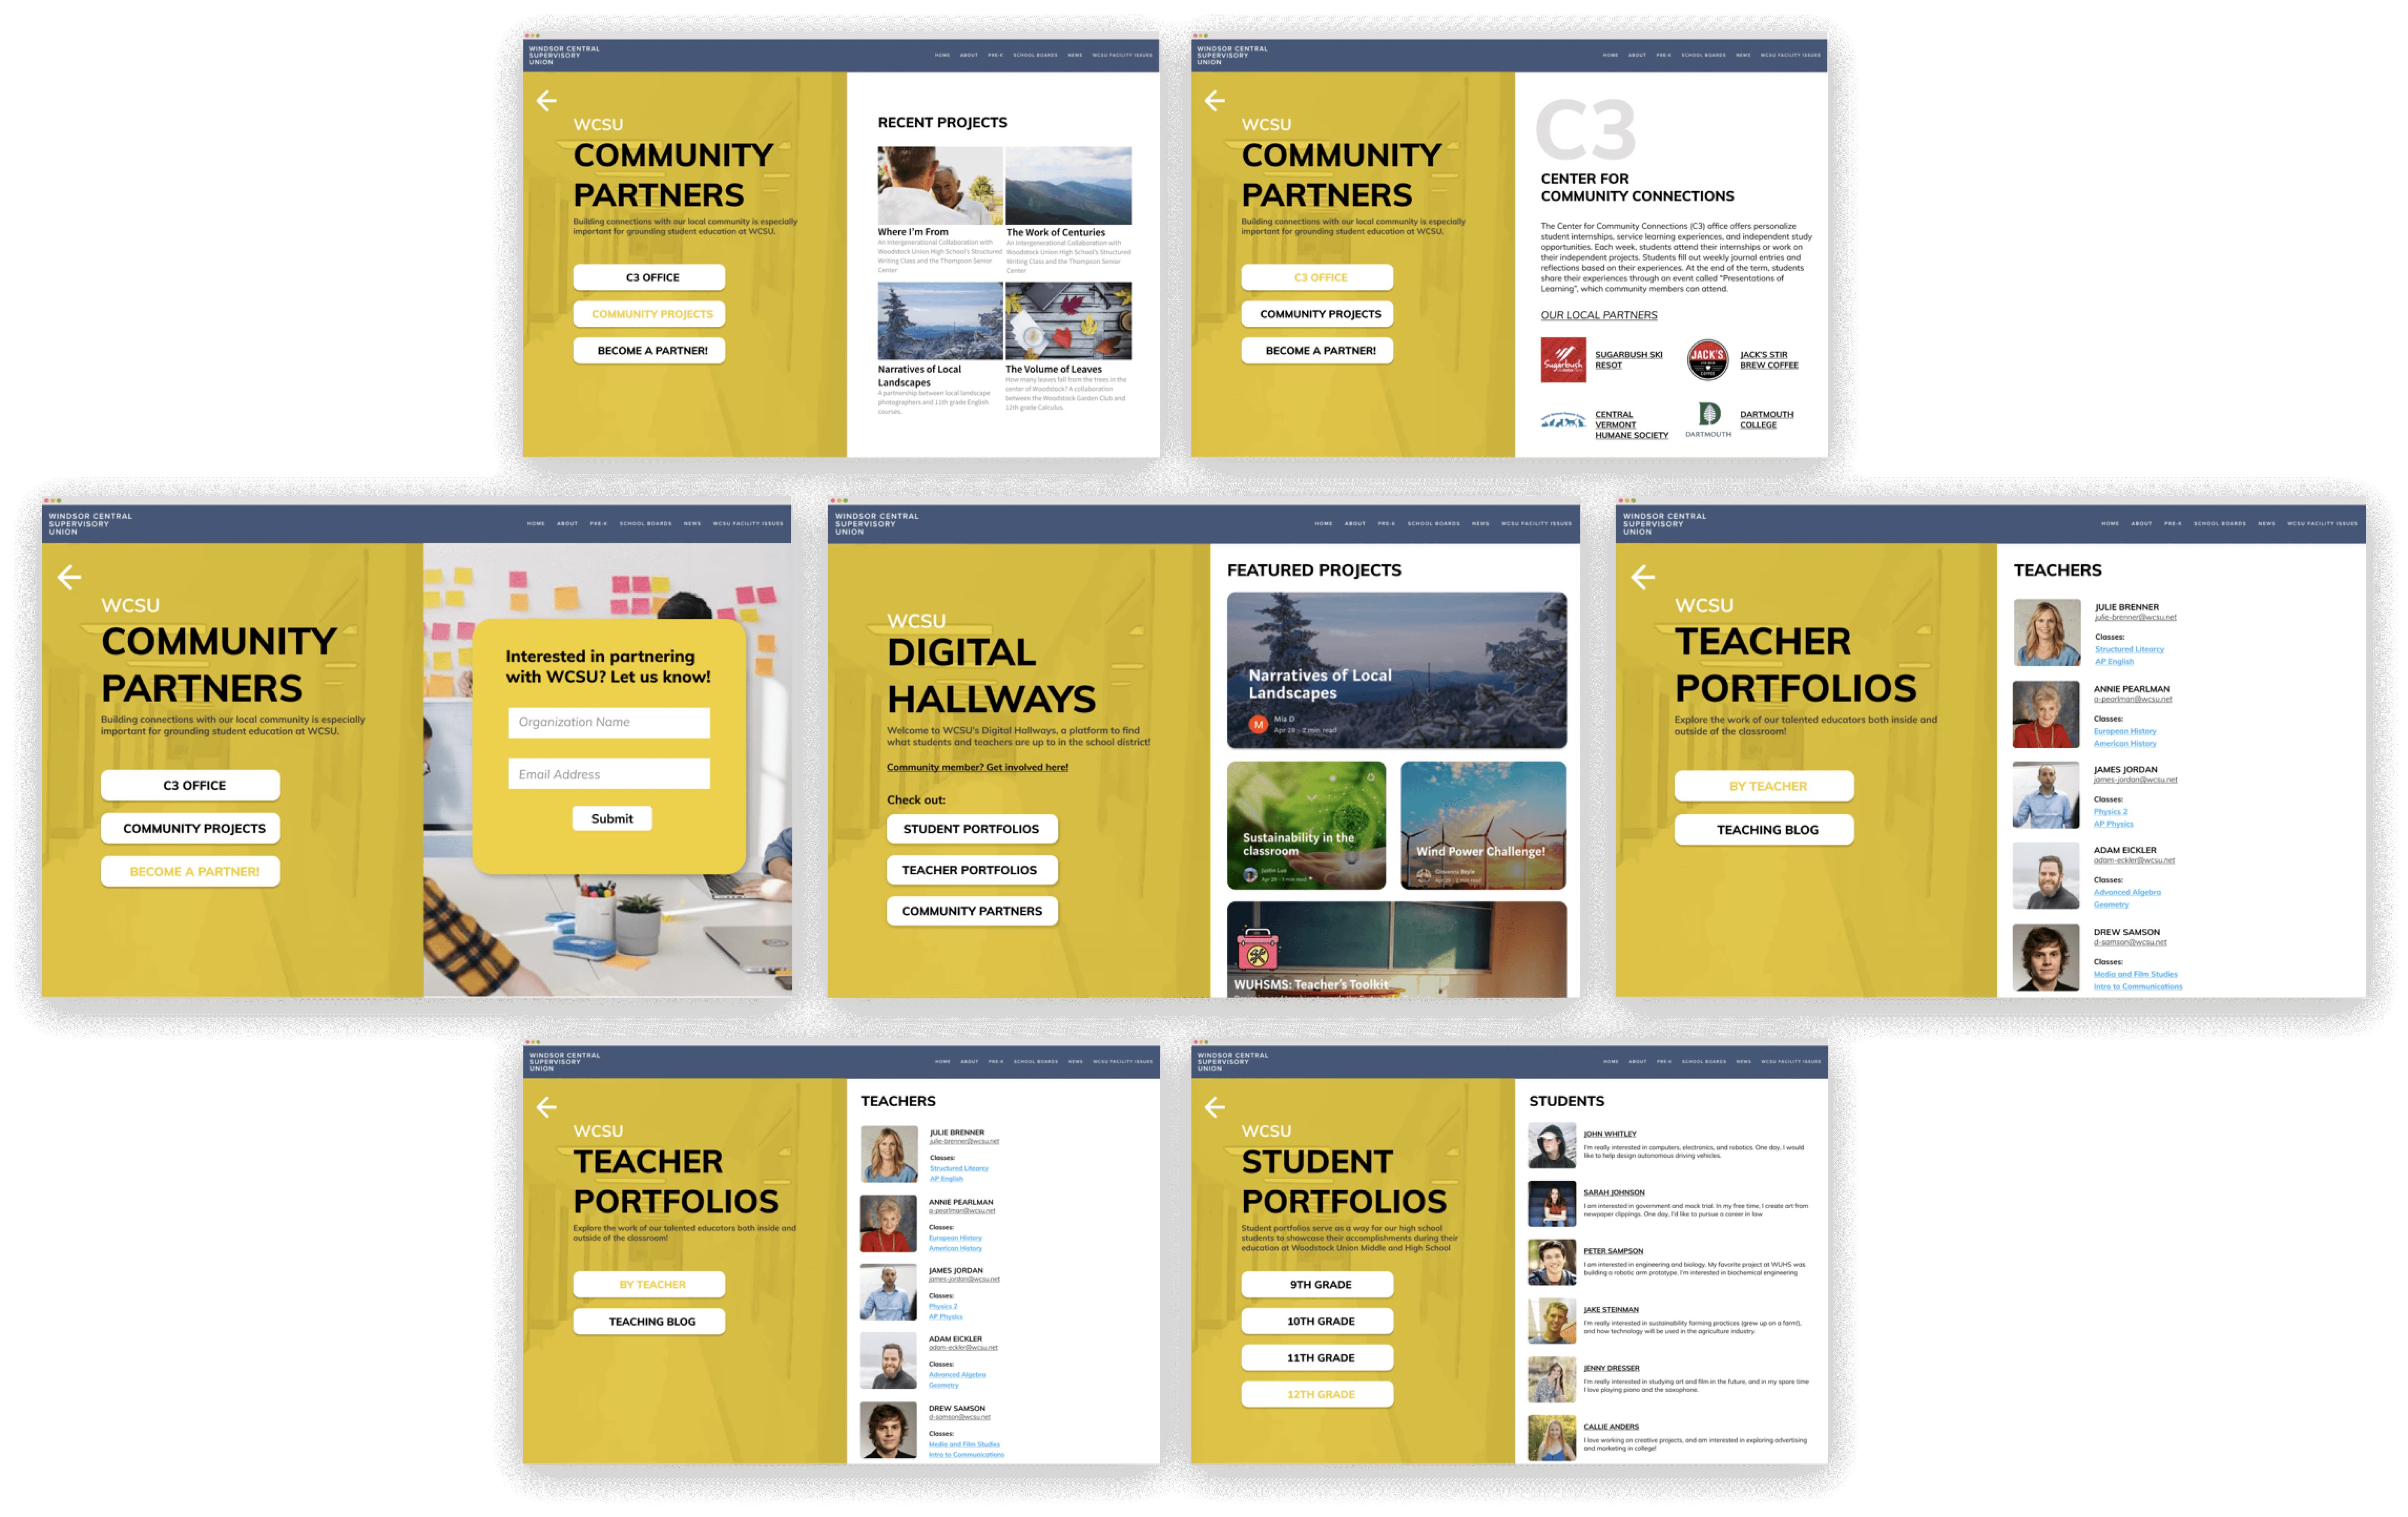 WINDSOR CENTRAL
SUPERVISORY
UNION
HOME ABOUT PRE-K SCHOOL BOARDS NEWS WCSU FACILITY ISSUES
WCSU
COMMUNITY
PARTNERS
Building connections with our local community is especially
important for grounding student education at WCSU.
C3 OFFICE
COMMUNITY PROJECTS
BECOME A PARTNER!
RECENT PROJECTS
Where I'm From
An Intergenerational Collaboration with
Woodstock Union High School's Structured
Writing Class and the Thompson Senior
Center
The Work of Centuries
An Intergenerational Collaboration with
Woodstock Union High School's Structured
Writing Class and the Thompson Senior
Center
Narratives of Local
Landscapes
A partnership between local landscape
photographers and 11th grade English
courses.
The Volume of Leaves
How many leaves fall from the trees in the
center of Woodstock? A collaboration
between the Woodstock Garden Club and
12th grade Calculus.
WINDSOR CENTRAL
SUPERVISORY
UNION
HOME ABOUT PRE-K SCHOOL BOARDS NEWS WCSU FACILITY ISSUES
WCSU
COMMUNITY
PARTNERS
Building connections with our local community is especially
important for grounding student education at WCSU.
C3 OFFICE
COMMUNITY PROJECTS
BECOME A PARTNER!
C3
CENTER FOR
COMMUNITY CONNECTIONS
The Center for Community Connections (C3) office offers personalize
student internships, service learning experiences, and independent study
opportunities. Each week, students attend their internships or work on
their independent projects. Students fill out weekly journal entries and
reflections based on their experiences. At the end of the term, students
share their experiences through an event called "Presentations of
Learning", which community members can attend.
OUR LOCAL PARTNERS
Sugarbush
SUGARBUSH SKI
RESOT
JACK'S
COFFEE
JACK'S STIR
BREW COFFEE
CENTRAL
VERMONT
HUMANE SOCIETY
D
DARTMOUTH
DARTMOUTH
COLLEGE
WINDSOR CENTRAL
SUPERVISORY
UNION
HOME ABOUT PRE-K SCHOOL BOARDS NEWS WCSU FACILITY ISSUES
WCSU
COMMUNITY
PARTNERS
Building connections with our local community is especially
important for grounding student education at WCSU.
C3 OFFICE
COMMUNITY PROJECTS
BECOME A PARTNER!
Interested in partnering
with WCSU? Let us know!
Organization Name
Email Address
Submit
WINDSOR CENTRAL
SUPERVISORY
UNION
HOME ABOUT PRE-K SCHOOL BOARDS NEWS WCSU FACILITY ISSUES
WCSU
DIGITAL
HALLWAYS
Welcome to WCSU's Digital Hallways, a platform to find
what students and teachers are up to in the school district!
Community member? Get involved here!
Check out:
STUDENT PORTFOLIOS
TEACHER PORTFOLIOS
COMMUNITY PARTNERS
FEATURED PROJECTS
Narratives of Local
Landscapes
M
Mia D
Apr 28 · 2 min read
Sustainability in the
classroom
Justin Luo
Apr 29 · 1 min read
Wind Power Challenge!
Giovanna Boyle
Apr 29 · 2 min read
WUHSMS: Teacher's Toolkit
WINDSOR CENTRAL
SUPERVISORY
UNION
HOME ABOUT PRE-K SCHOOL BOARDS NEWS WCSU FACILITY ISSUES
WCSU
TEACHER
PORTFOLIOS
Explore the work of our talented educators both inside and
outside of the classroom!
BY TEACHER
TEACHING BLOG
TEACHERS
JULIE BRENNER
julie-brenner@wcsu.net
Classes:
Structured Litearcy
AP English
ANNIE PEARLMAN
a-pearlman@wcsu.net
Classes:
European History
American History
JAMES JORDAN
james-jordan@wcsu.net
Classes:
Physics 2
AP Physics
ADAM EICKLER
adam-eckler@wcsu.net
Classes:
Advanced Algebra
Geometry
DREW SAMSON
d-samson@wcsu.net
Classes:
Media and Film Studies
Intro to Communications
WINDSOR CENTRAL
SUPERVISORY
UNION
HOME ABOUT PRE-K SCHOOL BOARDS NEWS WCSU FACILITY ISSUES
WCSU
TEACHER
PORTFOLIOS
Explore the work of our talented educators both inside and
outside of the classroom!
BY TEACHER
TEACHING BLOG
TEACHERS
JULIE BRENNER
julie-brenner@wcsu.net
Classes:
Structured Litearcy
AP English
ANNIE PEARLMAN
a-pearlman@wcsu.net
Classes:
European History
American History
JAMES JORDAN
james-jordan@wcsu.net
Classes:
Physics 2
AP Physics
ADAM EICKLER
adam-eckler@wcsu.net
Classes:
Advanced Algebra
Geometry
DREW SAMSON
d-samson@wcsu.net
Classes:
Media and Film Studies
Intro to Communications
WINDSOR CENTRAL
SUPERVISORY
UNION
HOME ABOUT PRE-K SCHOOL BOARDS NEWS WCSU FACILITY ISSUES
WCSU
STUDENT
PORTFOLIOS
Student portfolios serve as a way for our high school
students to showcase their accomplishments during their
education at Woodstock Union Middle and High School
9TH GRADE
10TH GRADE
11TH GRADE
12TH GRADE
STUDENTS
JOHN WHITLEY
I'm really interested in computers, electronics, and robotics. One day, I would
like to help design autonomous driving vehicles.
SARAH JOHNSON
I am interested in government and mock trial. In my free time, I create art from
newspaper clippings. One day, I'd like to pursue a career in law
PETER SAMPSON
I am interested in engineering and biology. My favorite project at WUHS was
building a robotic arm prototype. I'm interested in biochemical engineering
JAKE STEINMAN
I'm really interested in sustainability farming practices (grew up on a farm!),
and how technology will be used in the agriculture industry.
JENNY DRESSER
I'm really interested in studying art and film in the future, and in my spare time
I love playing piano and the saxophone.
CALLIE ANDERS
I love working on creative projects, and am interested in exploring advertising
and marketing in college!